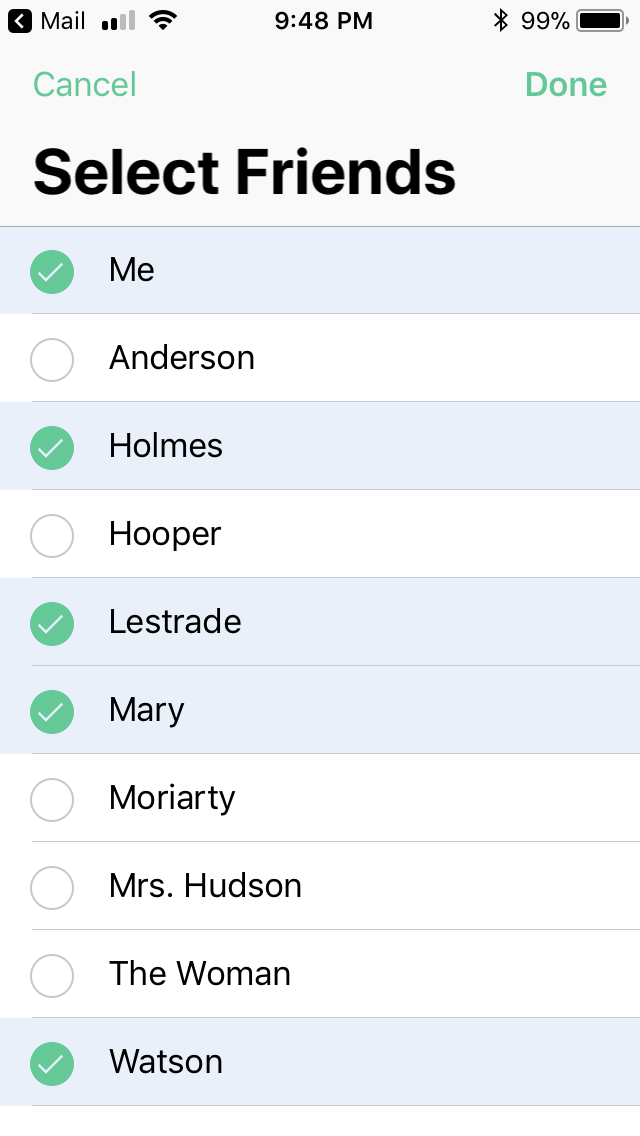 Mail 9:48 PM 99%
Cancel Done
Select Friends
Me
Anderson
Holmes
Hooper
Lestrade
Mary
Moriarty
Mrs. Hudson
The Woman
Watson